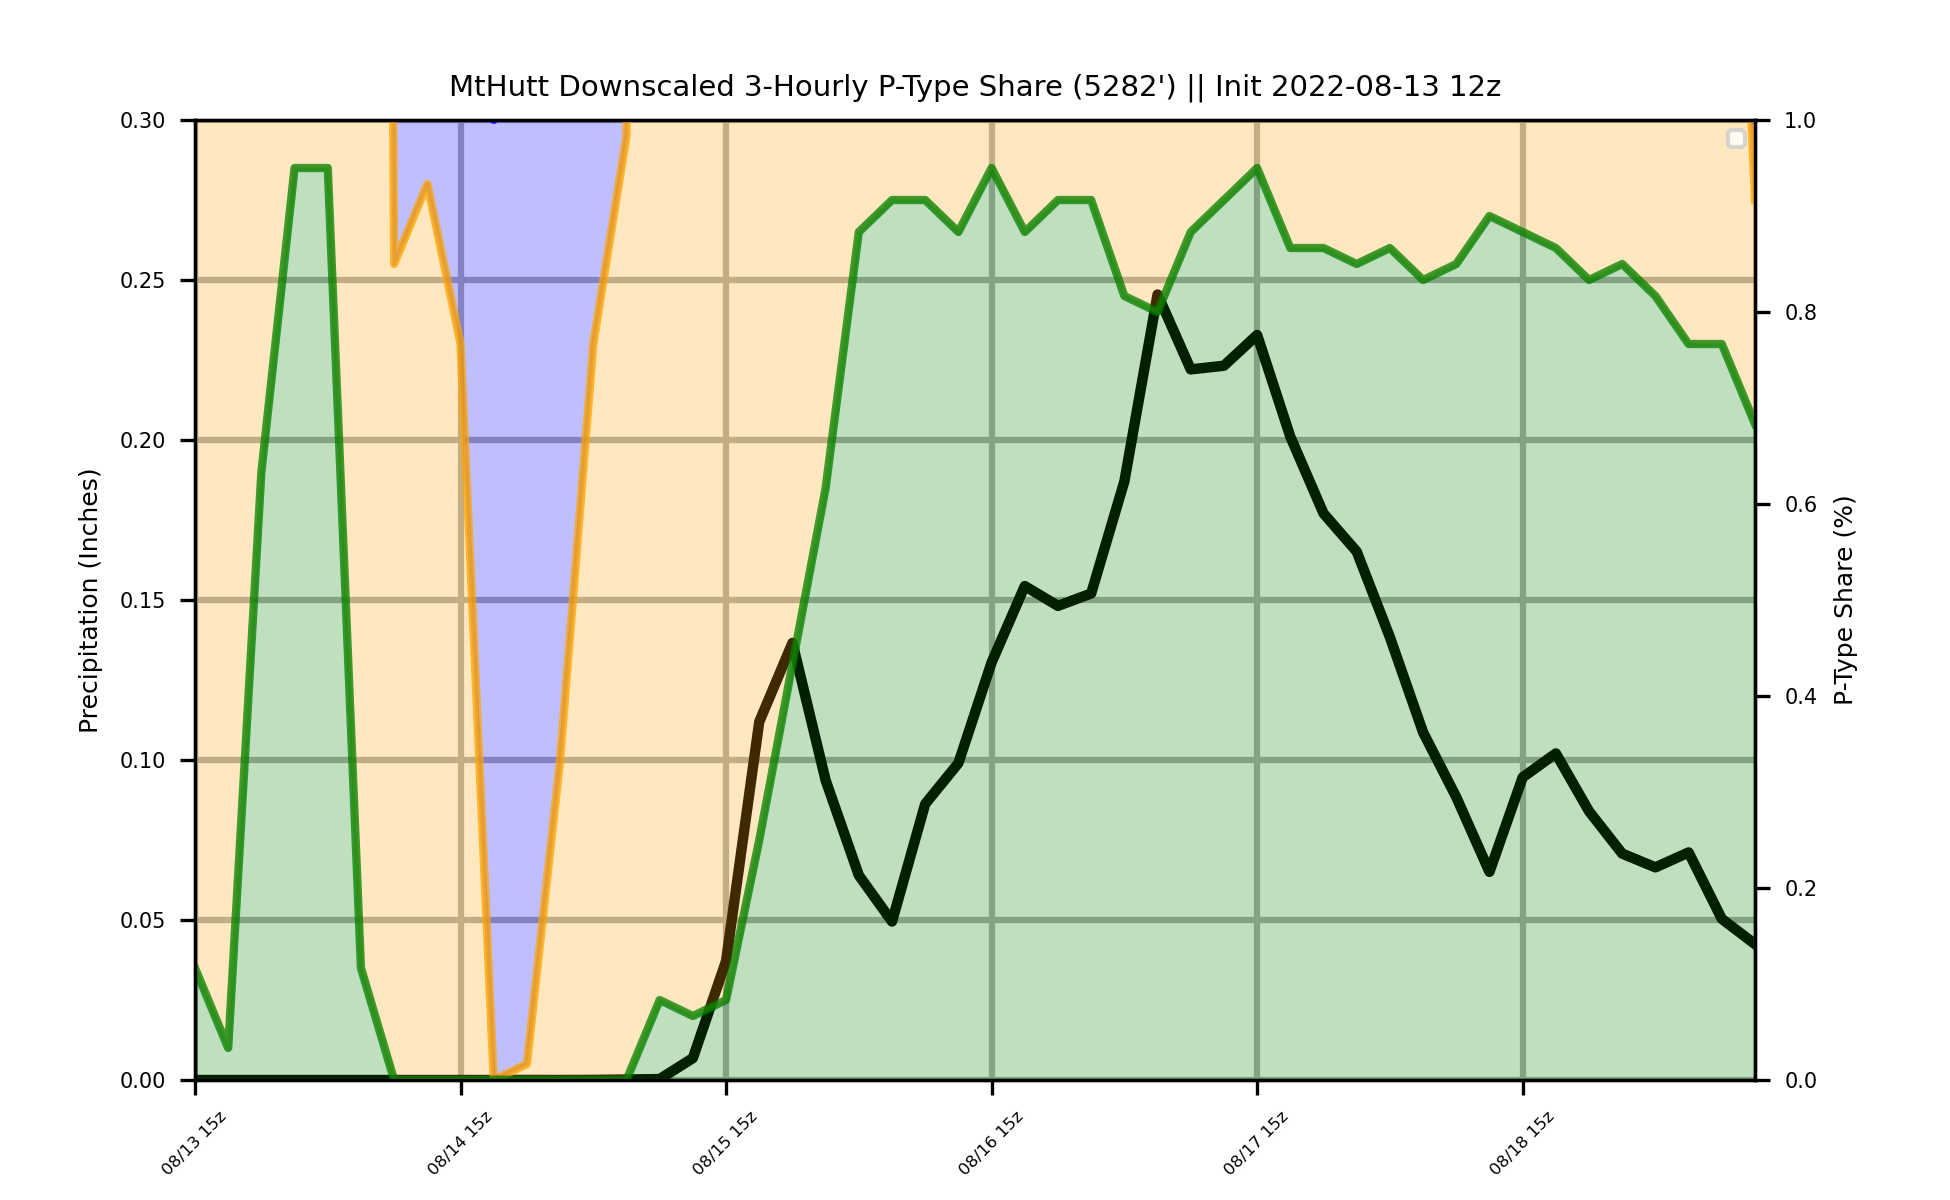 MtHutt Downscaled 3-Hourly P-Type Share (5282') || Init 2022-08-13 12z
0.30
0.25
0.20
0.15
0.10
0.05
0.00
Precipitation (Inches)
1.0
0.8
0.6
0.4
0.2
0.0
P-Type Share (%)
08/13 15z
08/14 15z
08/15 15z
08/16 15z
08/17 15z
08/18 15z